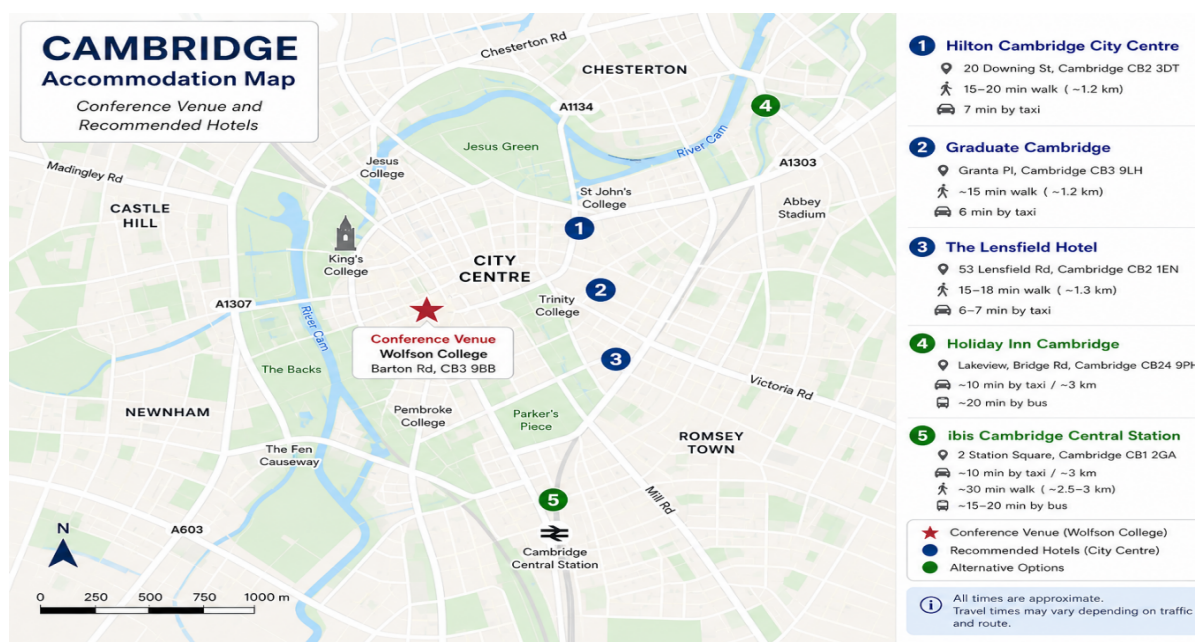 CAMBRIDGE
Accommodation Map
Conference Venue and
Recommended Hotels
Chesterton Rd
CHESTERTON
A1134
4
River Cam
Jesus Green
A1303
Madingley Rd
Jesus
College
St John's
College
Abbey
Stadium
CASTLE
HILL
1
King's
College
CITY
CENTRE
2
A1307
Trinity
College
River Cam
Conference Venue
Wolfson College
Barton Rd, CB3 9BB
3
The Backs
Victoria Rd
NEWNHAM
Pembroke
College
Parker's
Piece
ROMSEY
TOWN
The Fen
Causeway
Mill Rd
5
A603
N
Cambridge
Central Station
0 250 500 750 1000 m
1 Hilton Cambridge City Centre
20 Downing St, Cambridge CB2 3DT
15–20 min walk ( ~1.2 km)
7 min by taxi
2 Graduate Cambridge
Granta Pl, Cambridge CB3 9LH
~15 min walk ( ~1.2 km)
6 min by taxi
3 The Lensfield Hotel
53 Lensfield Rd, Cambridge CB2 1EN
15–18 min walk ( ~1.3 km)
6–7 min by taxi
4 Holiday Inn Cambridge
Lakeview, Bridge Rd, Cambridge CB24 9PH
~10 min by taxi / ~3 km
~20 min by bus
5 ibis Cambridge Central Station
2 Station Square, Cambridge CB1 2GA
~10 min by taxi / ~3 km
~30 min walk ( ~2.5–3 km)
~15–20 min by bus
Conference Venue (Wolfson College)
Recommended Hotels (City Centre)
Alternative Options
All times are approximate.
Travel times may vary depending on traffic
and route.